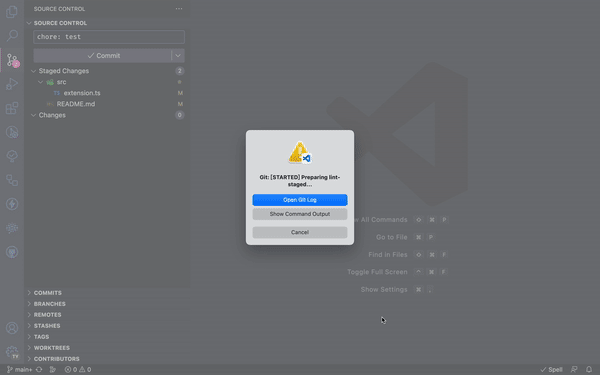 SOURCE CONTROL
SOURCE CONTROL
chore: test
Commit
Staged Changes 2
src
TS extension.ts M
README.md M
Changes 0
Git: [STARTED] Preparing lint-
staged...
Open Git Log
Show Command Output
Cancel
All Commands ⇧ ⌘ P
Go to File ⌘ P
Find in Files ⇧ ⌘ F
Toggle Full Screen ⌃ ⌘ F
Show Settings ⌘ ,
COMMITS
BRANCHES
REMOTES
STASHES
TAGS
WORKTREES
CONTRIBUTORS
TV
main+ 0 0 Spell